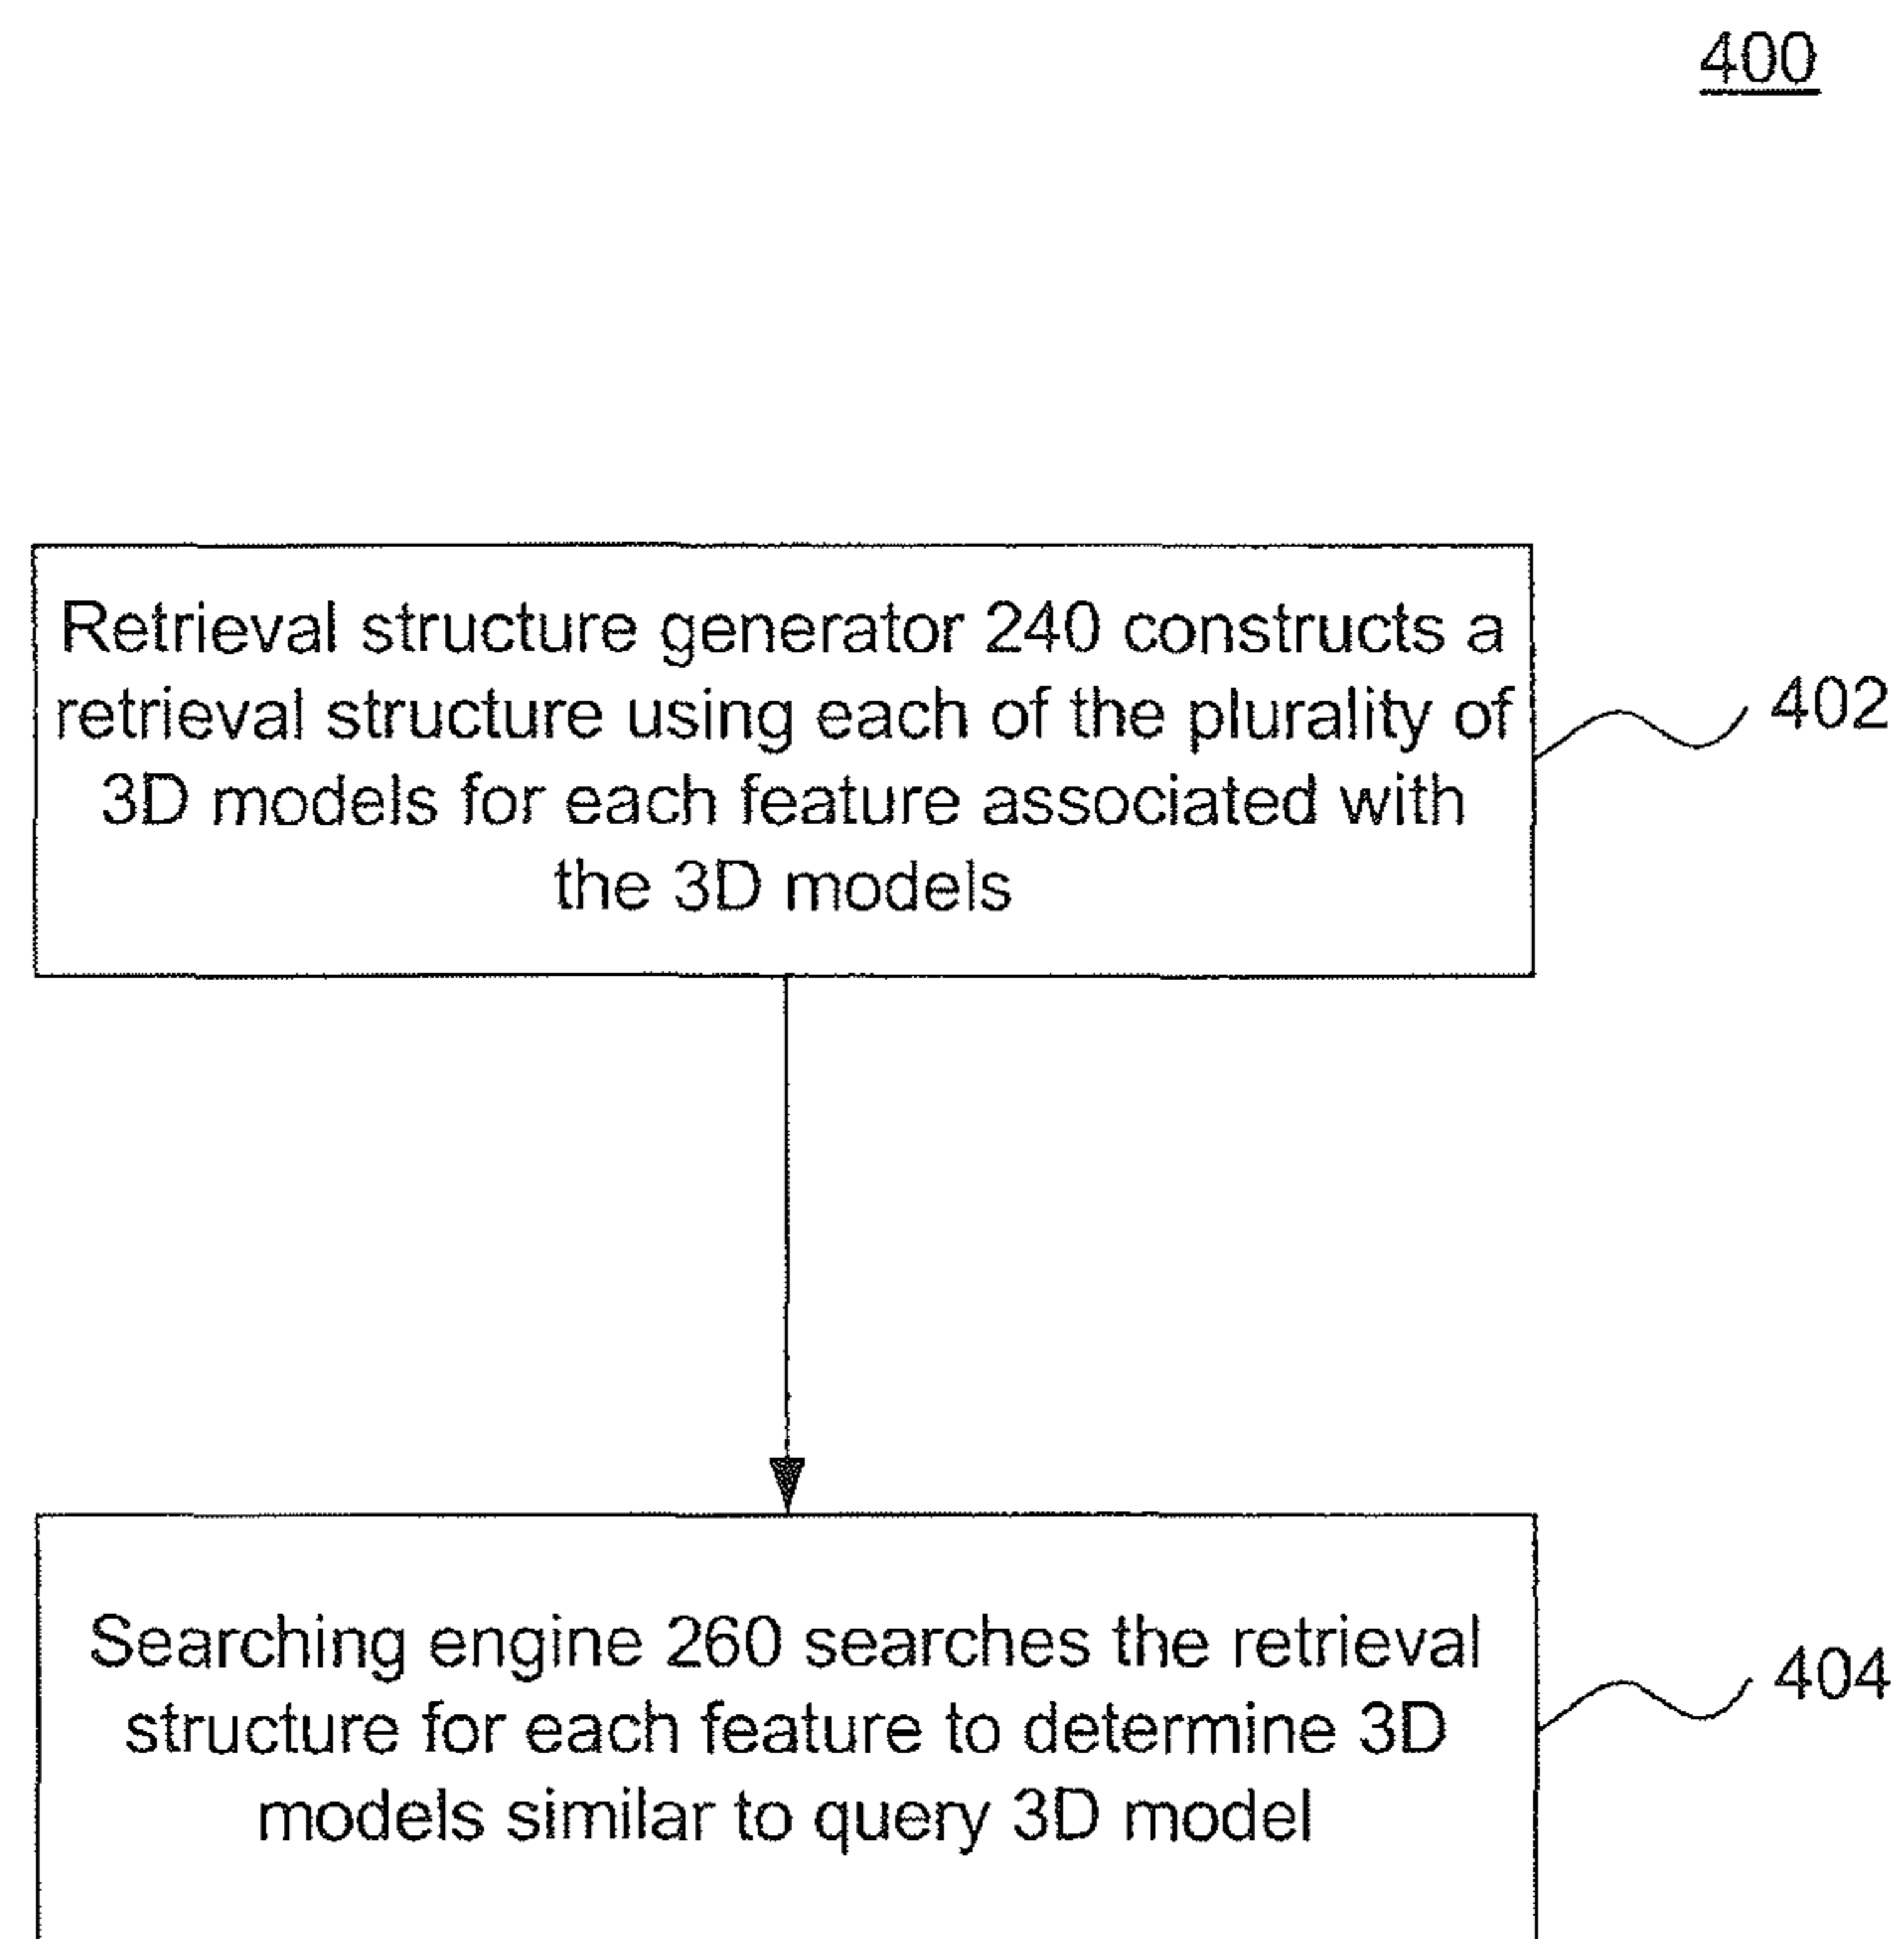 400
Retrieval structure generator 240 constructs a
retrieval structure using each of the plurality of
3D models for each feature associated with
the 3D models
402
Searching engine 260 searches the retrieval
structure for each feature to determine 3D
models similar to query 3D model
404